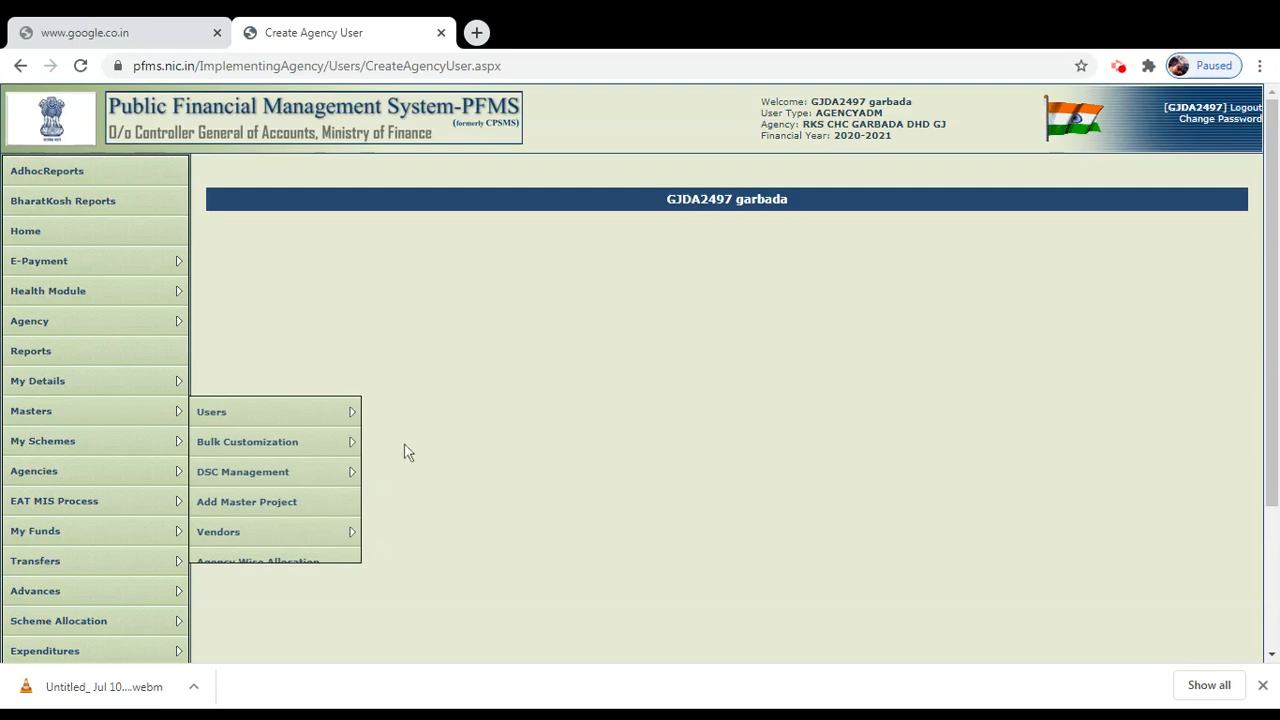 www.google.co.in
Create Agency User
pfms.nic.in/ImplementingAgency/Users/CreateAgencyUser.aspx
Paused
Public Financial Management System-PFMS
(formerly CPSMS)
O/o Controller General of Accounts, Ministry of Finance
Welcome: GJDA2497 garbada
User Type: AGENCYADM
Agency: RKS CHC GARBADA DHD GJ
Financial Year: 2020-2021
[GJDA2497] Logout
Change Password
GJDA2497 garbada
AdhocReports
BharatKosh Reports
Home
E-Payment
Health Module
Agency
Reports
My Details
Masters
My Schemes
Agencies
EAT MIS Process
My Funds
Transfers
Advances
Scheme Allocation
Expenditures
Users
Bulk Customization
DSC Management
Add Master Project
Vendors
Agency Wise Allocation
Untitled_ Jul 10....webm
Show all